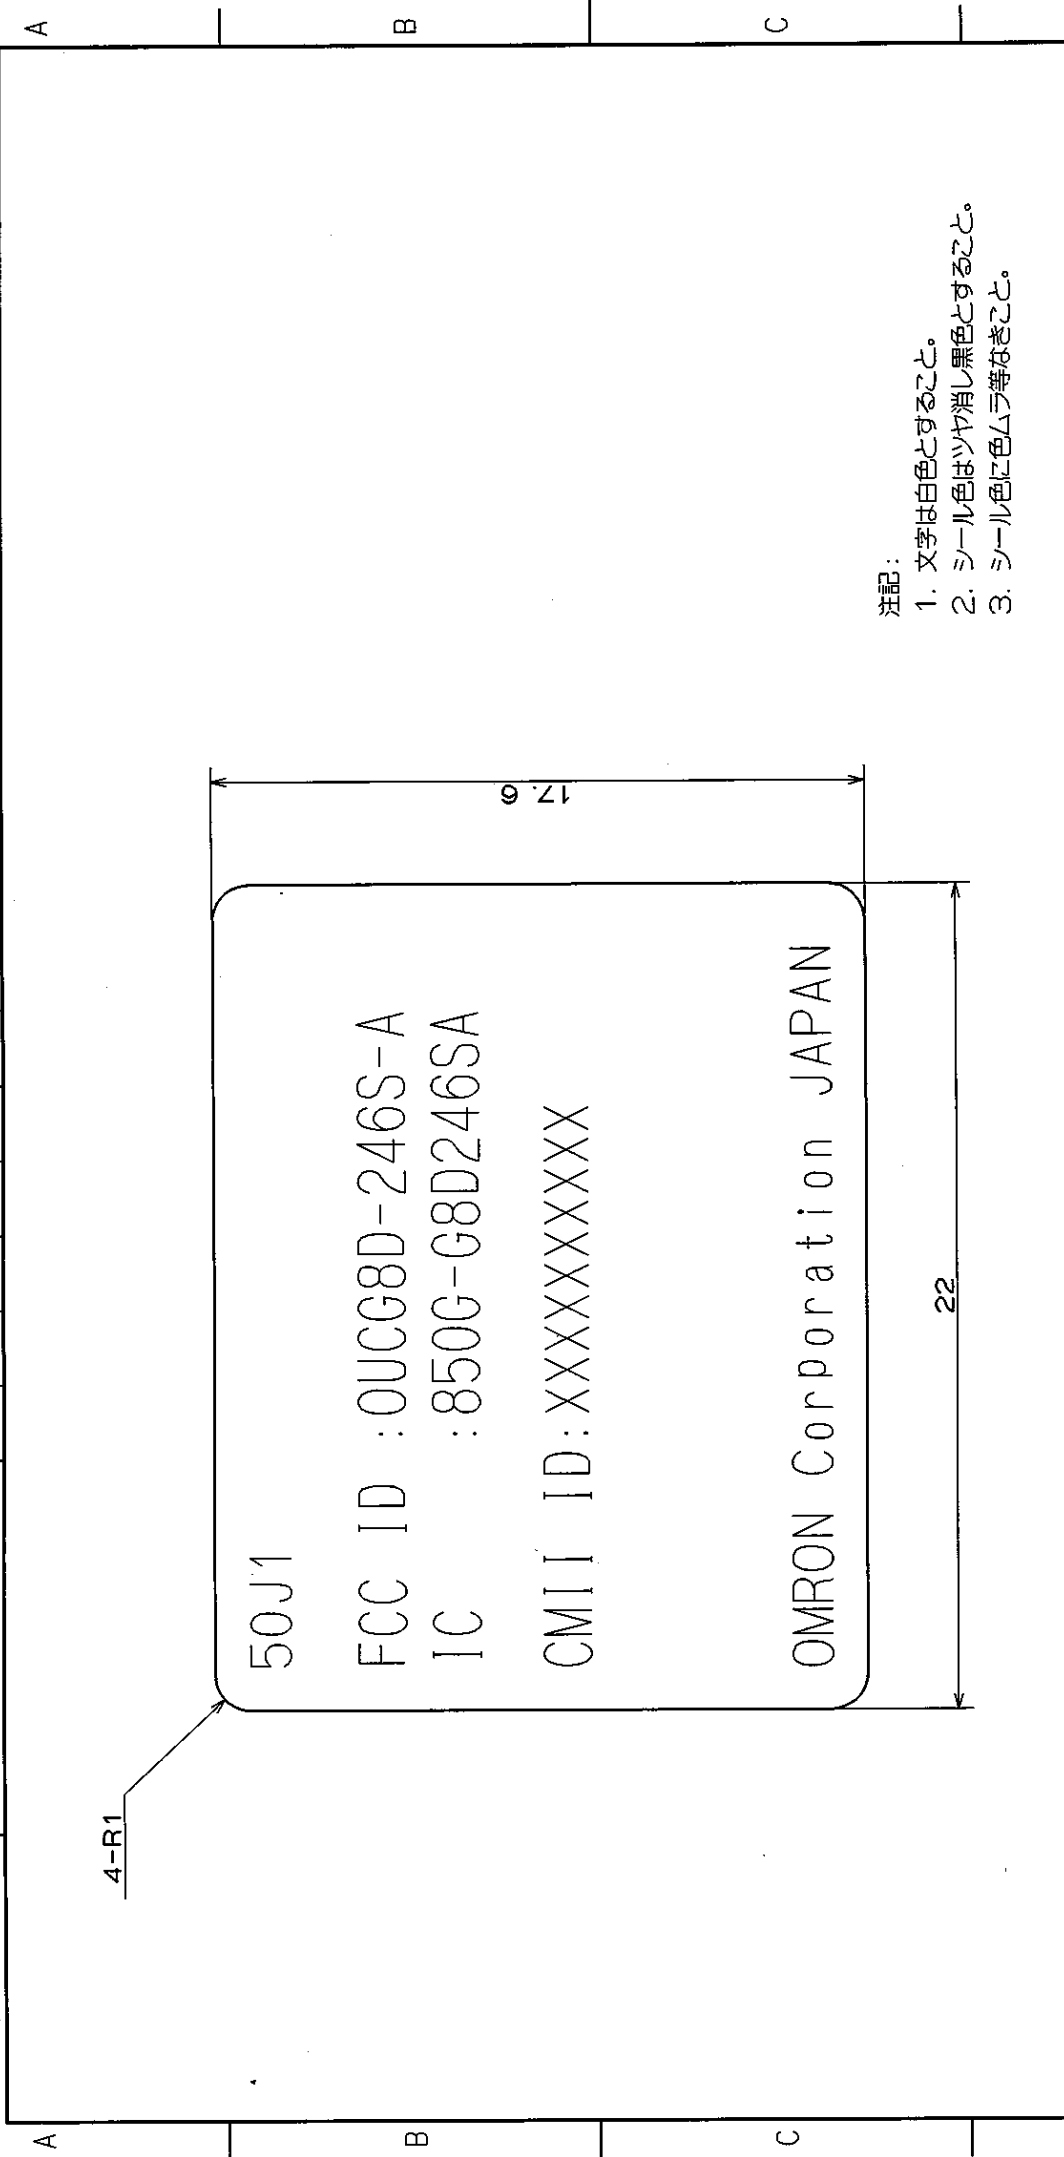 A
B
C
4-R1
50J1
FCC ID :OUCG8D-246S-A
IC :850G-G8D246SA
CMII ID:XXXXXXXXXX
OMRON Corporation JAPAN
17.6
22
注記:
1. 文字は白色とすること。
2. シール色はツヤ消し黒色とすること。
3. シール色に色ムラ等なきこと。
A
B
C